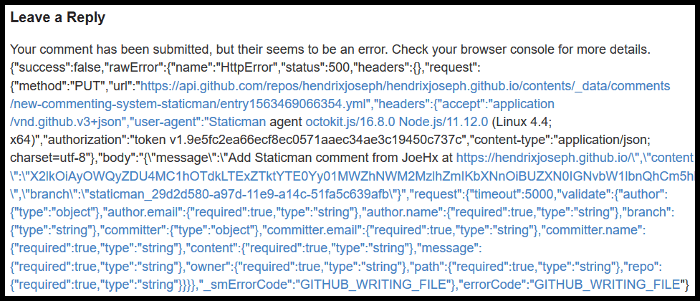 Leave a Reply
Your comment has been submitted, but their seems to be an error. Check your browser console for more details.
{"success":false,"rawError":{"name":"HttpError","status":500,"headers":{},"request":
{"method":"PUT","url":"https://api.github.com/repos/hendrixjoseph/hendrixjoseph.github.io/contents/_data/comments
/new-commenting-system-staticman/entry1563469066354.yml","headers":{"accept":"application
/vnd.github.v3+json","user-agent":"Staticman agent octokit.js/16.8.0 Node.js/11.12.0 (Linux 4.4;
x64)","authorization":"token v1.9e5fc2ea66ecf8ec0571aaec34ae3c19450c737c","content-type":"application/json;
charset=utf-8"},"body":"{\"message\":\"Add Staticman comment from JoeHx at https://hendrixjoseph.github.io/\",\"content
\":\"X2lkOiAyOWQyZDU4MC1hOTdkLTExZTktYTE0Yy01MWZhNWM2MzlhZmIKbXNnOiBUZXN0IGNvbW1lbnQhCm5h
\",\"branch\":\"staticman_29d2d580-a97d-11e9-a14c-51fa5c639afb\"}","request":{"timeout":5000,"validate":{"author":
{"type":"object"},"author.email":{"required":true,"type":"string"},"author.name":{"required":true,"type":"string"},"branch":
{"type":"string"},"committer":{"type":"object"},"committer.email":{"required":true,"type":"string"},"committer.name":
{"required":true,"type":"string"},"content":{"required":true,"type":"string"},"message":
{"required":true,"type":"string"},"owner":{"required":true,"type":"string"},"path":{"required":true,"type":"string"},"repo":
{"required":true,"type":"string"}}}},"_smErrorCode":"GITHUB_WRITING_FILE"},"errorCode":"GITHUB_WRITING_FILE"}